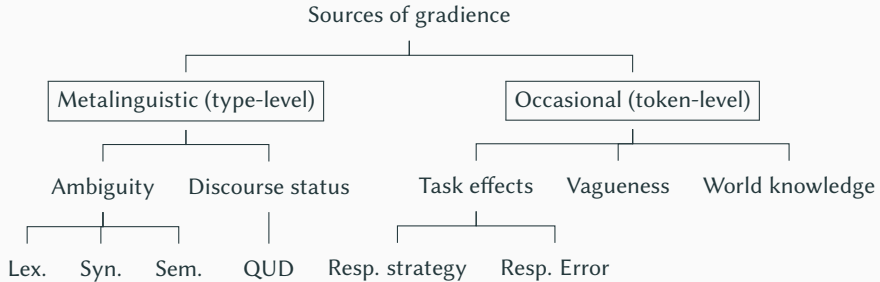 Sources of gradience
Metalinguistic (type-level) Occasional (token-level)
Ambiguity Discourse status Task effects Vagueness World knowledge
Lex. Syn. Sem. QUD Resp. strategy Resp. Error